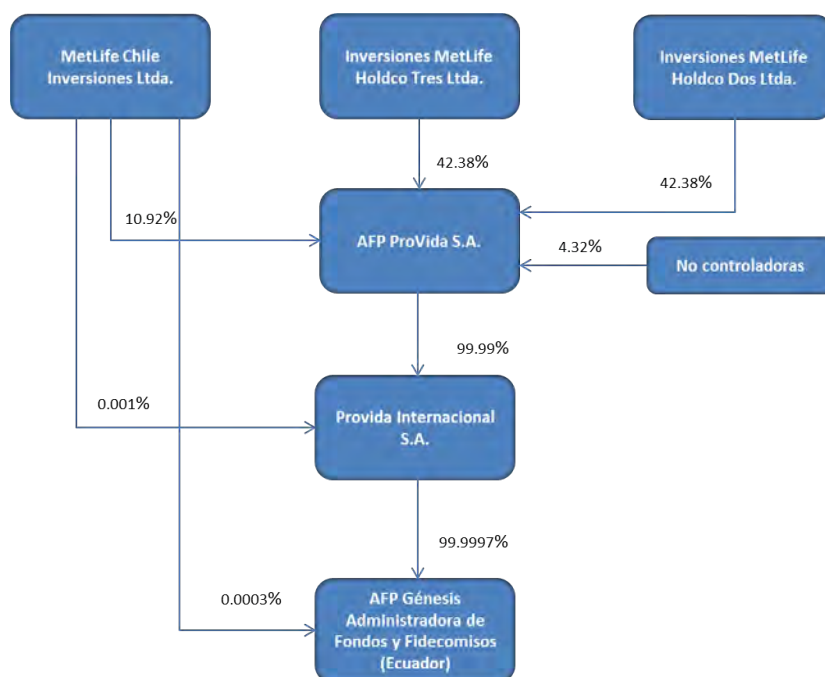 MetLife Chile
Inversiones Ltda.
Inversiones MetLife
Holdco Tres Ltda.
Inversiones MetLife
Holdco Dos Ltda.
42.38%
42.38%
10.92%
AFP ProVida S.A.
4.32%
No controladoras
99.99%
0.001%
Provida Internacional
S.A.
99.9997%
0.0003%
AFP Génesis
Administradora de
Fondos y Fidecomisos
(Ecuador)